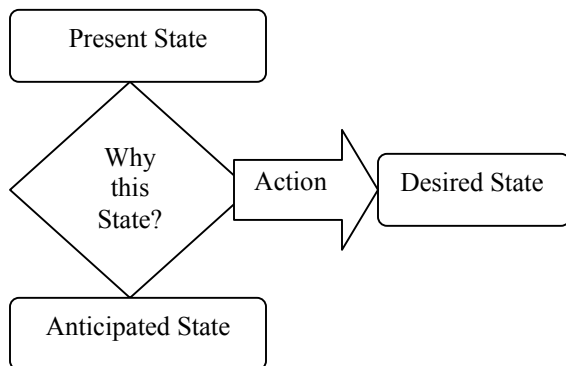 Present State
Why
this
State?
Action
Desired State
Anticipated State